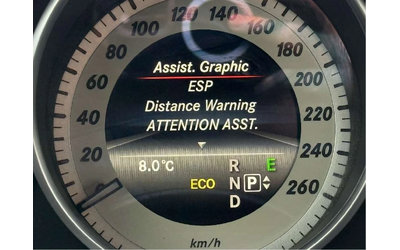 120 140
100 160
80 180
Assist. Graphic
60 200
ESP
Distance Warning
40 220
ATTENTION ASST.
20 8.0°C R E 240
0 ECO N P 260
D
km/h